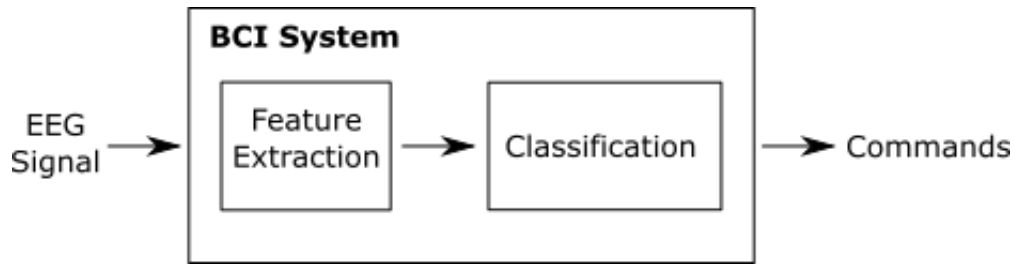 BCI System
EEG
Signal
Feature
Extraction
Classification
Commands